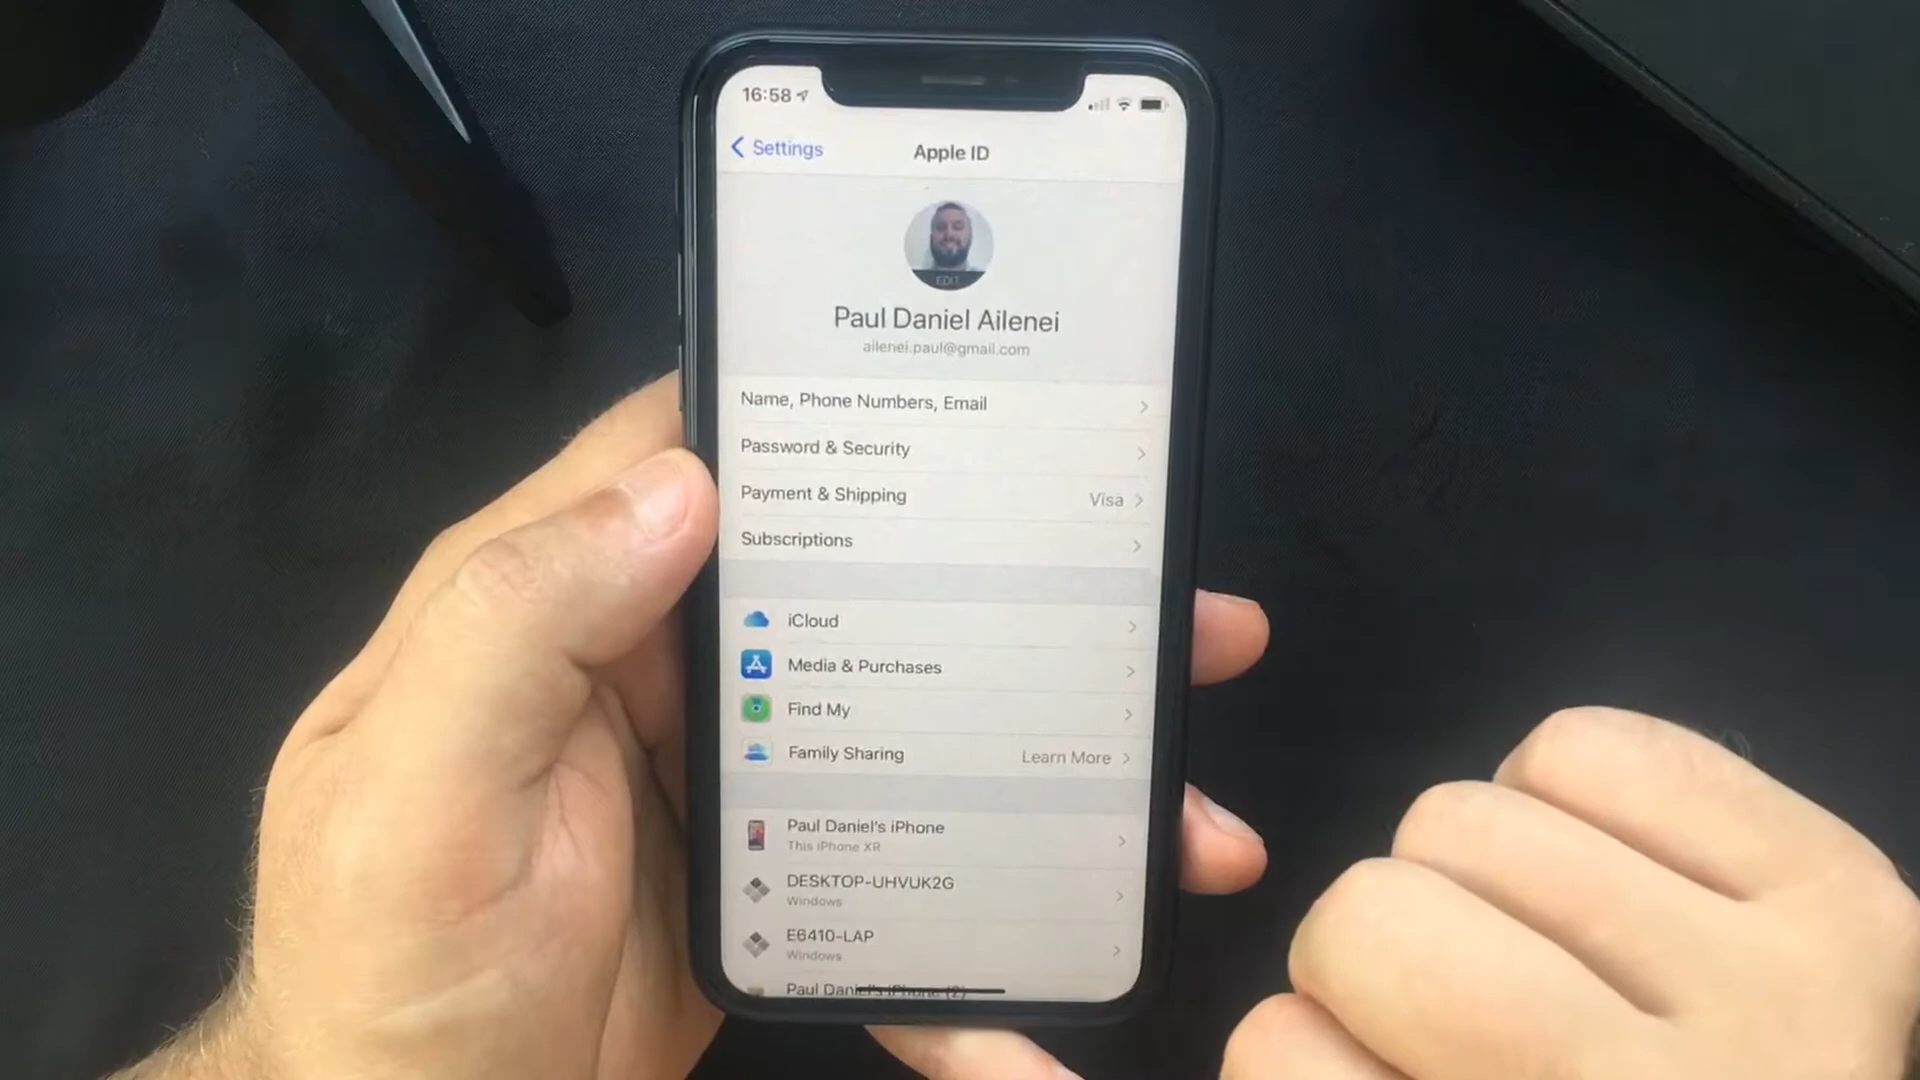 16:58
Settings
Apple ID
EDIT
Paul Daniel Ailenei
ailenei.paul@gmail.com
Name, Phone Numbers, Email
Password & Security
Payment & Shipping Visa
Subscriptions
iCloud
Media & Purchases
Find My
Family Sharing Learn More
Paul Daniel's iPhone
This iPhone XR
DESKTOP-UHVUK2G
Windows
E6410-LAP
Windows
Paul Daniel's iPhone (2)